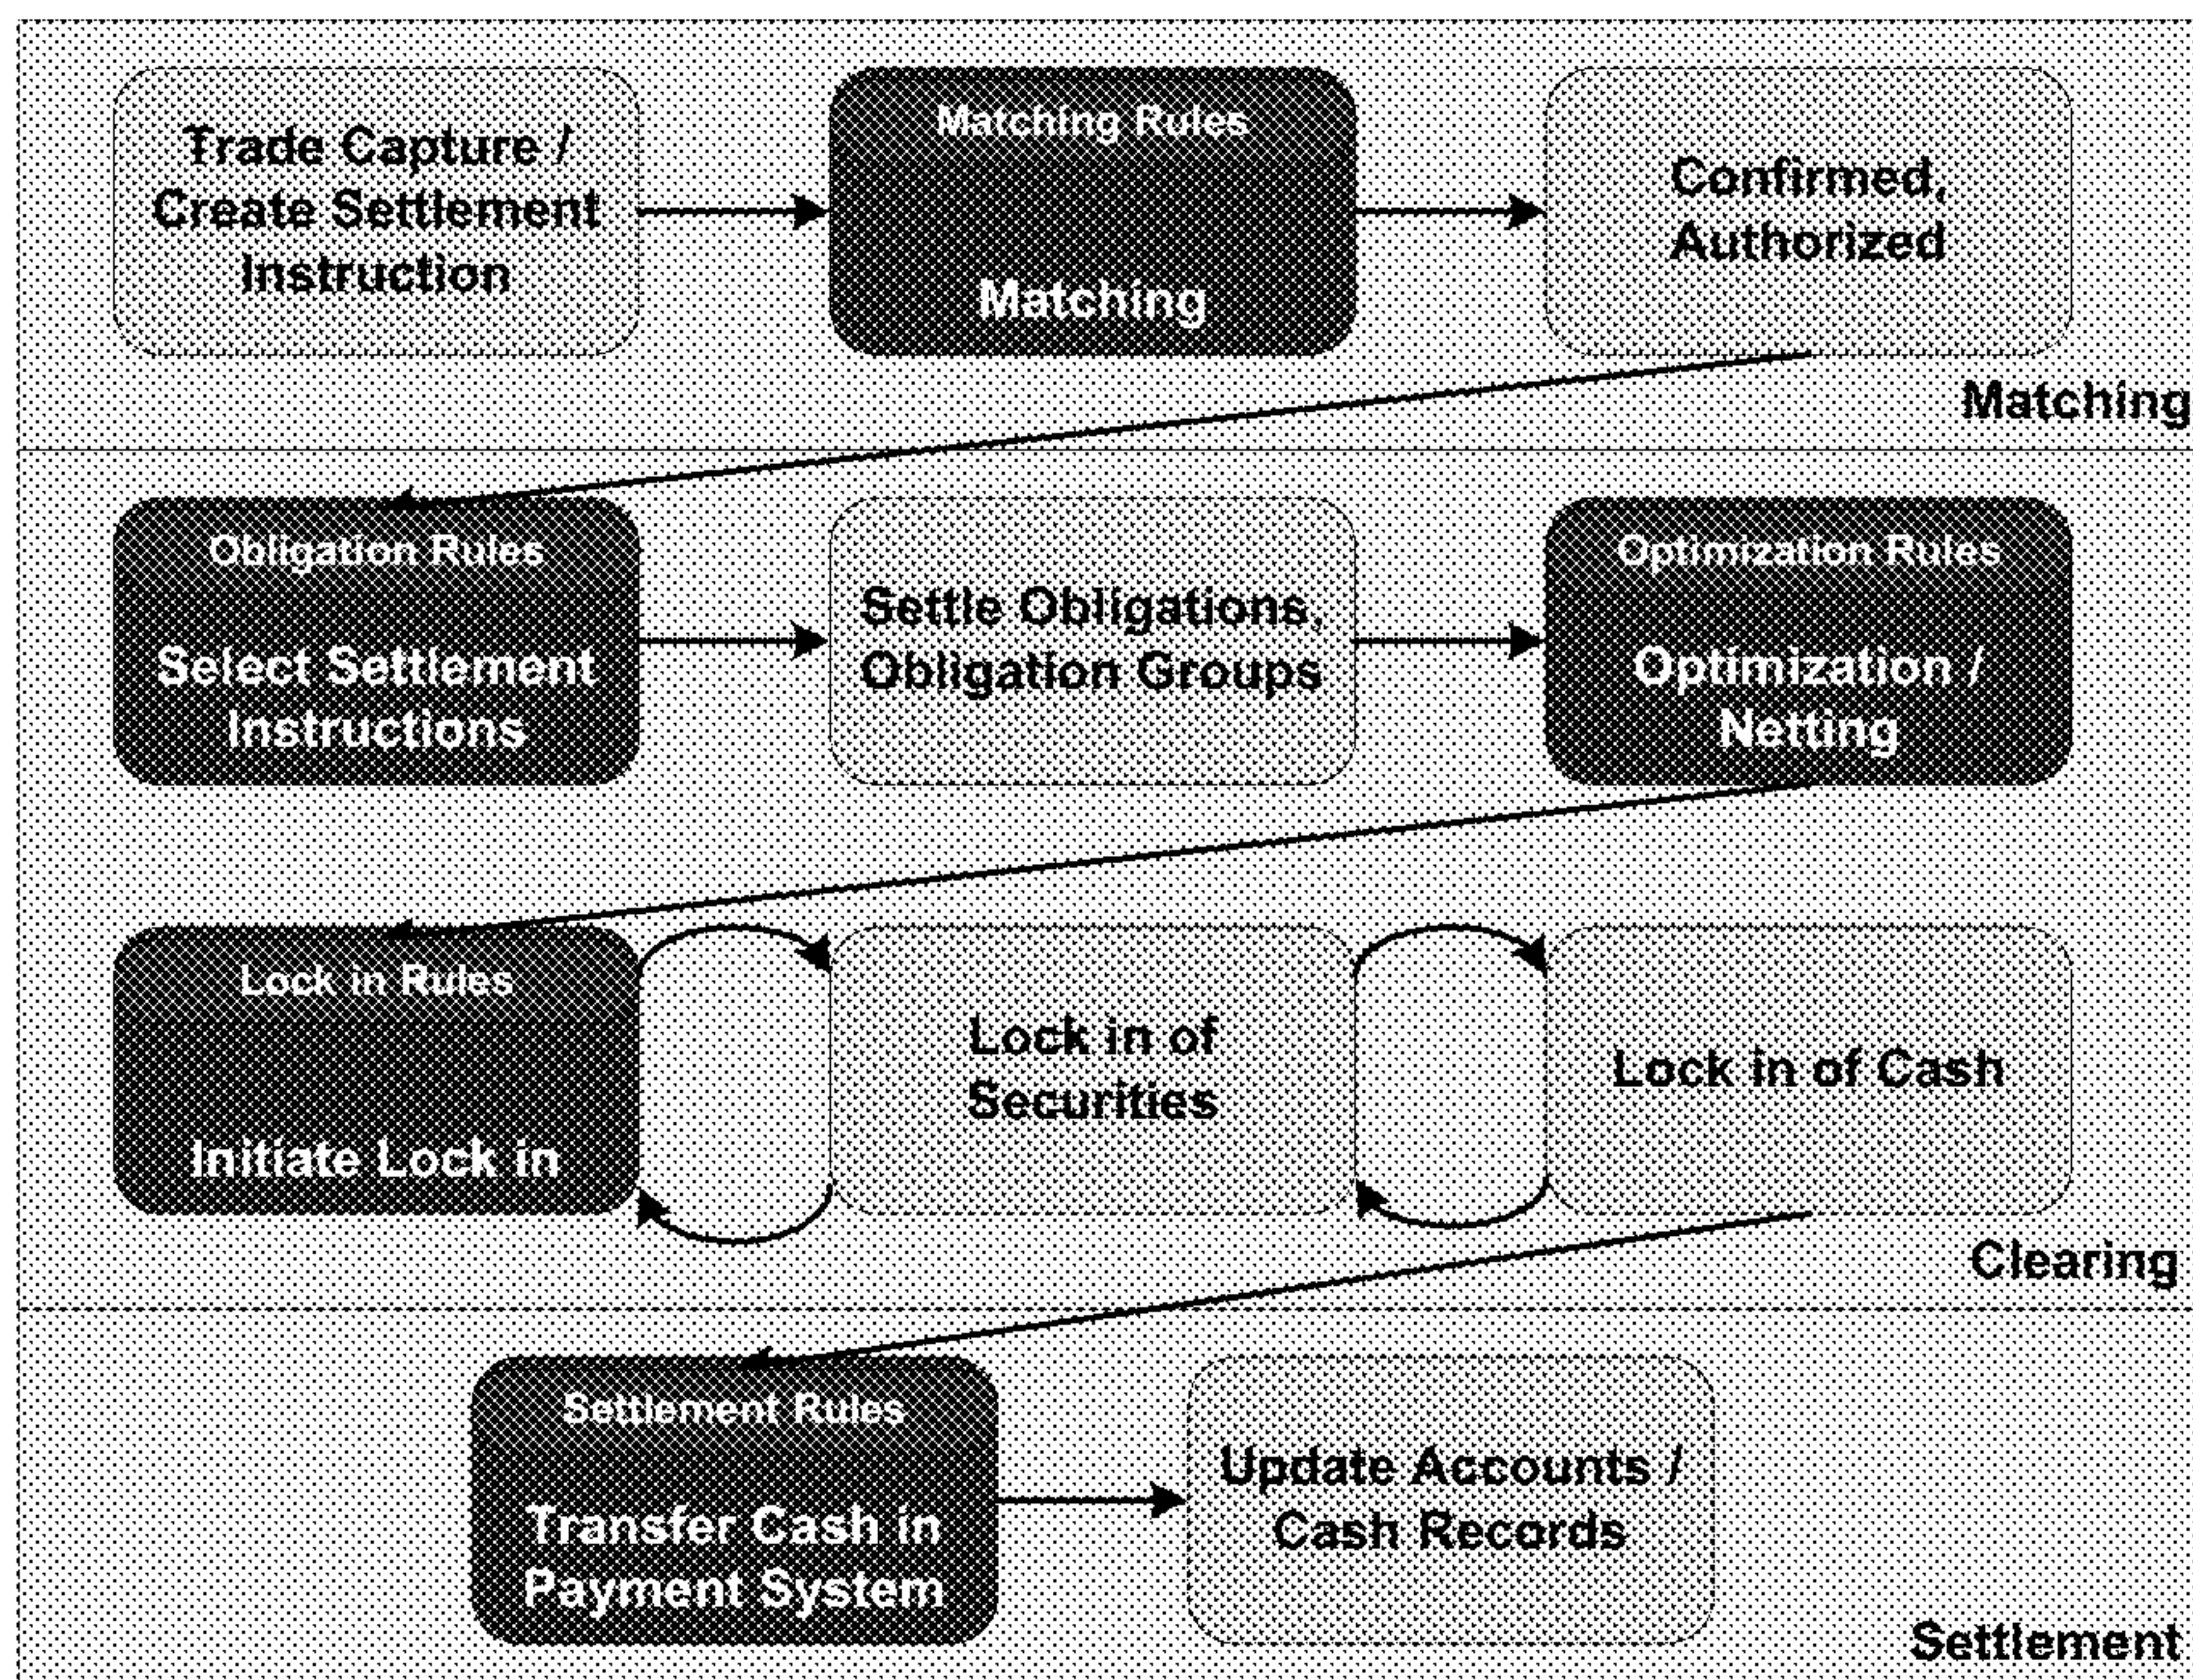 Trade Capture /
Create Settlement
Instruction
Matching Rules
Matching
Confirmed,
Authorized
Matching
Obligation Rules
Select Settlement
Instructions
Settle Obligations,
Obligation Groups
Optimization Rules
Optimization /
Netting
Lock in Rules
Initiate Lock in
Lock in of
Securities
Lock in of Cash
Clearing
Settlement Rules
Transfer Cash in
Payment System
Update Accounts /
Cash Records
Settlement